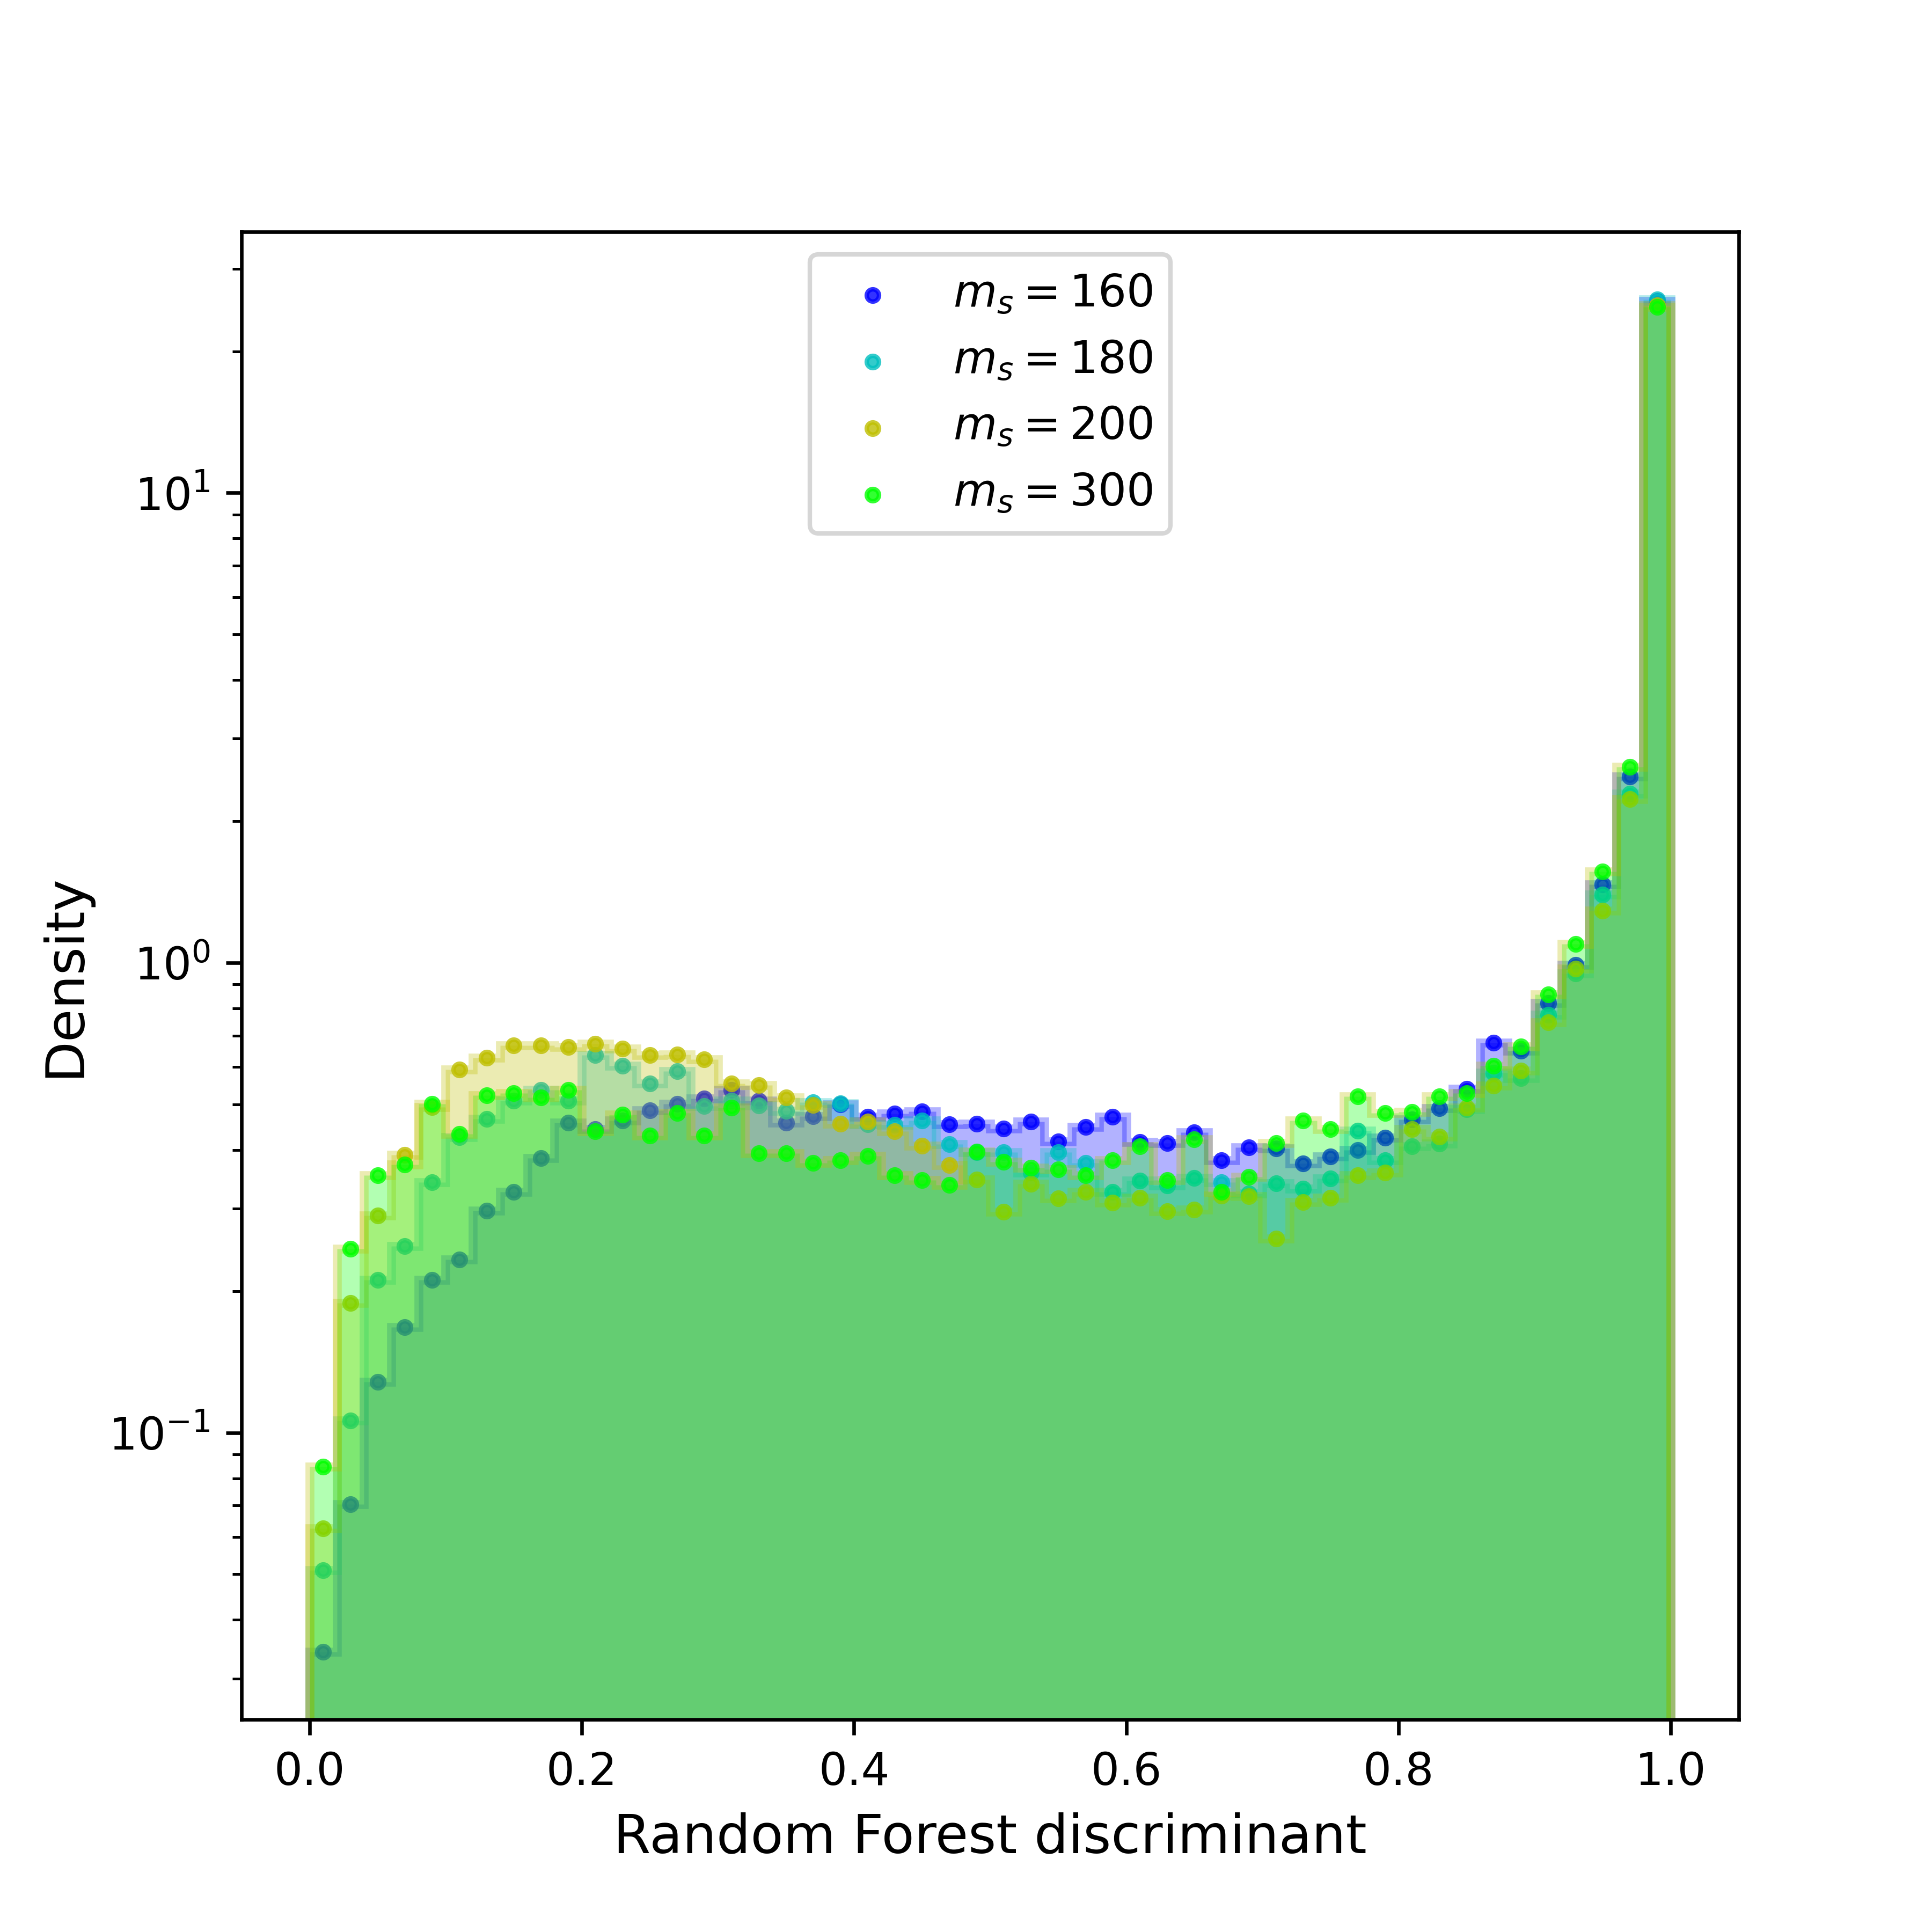 m_s = 160
m_s = 180
m_s = 200
m_s = 300
10^1
10^0
10^−1
Density
0.0 0.2 0.4 0.6 0.8 1.0
Random Forest discriminant